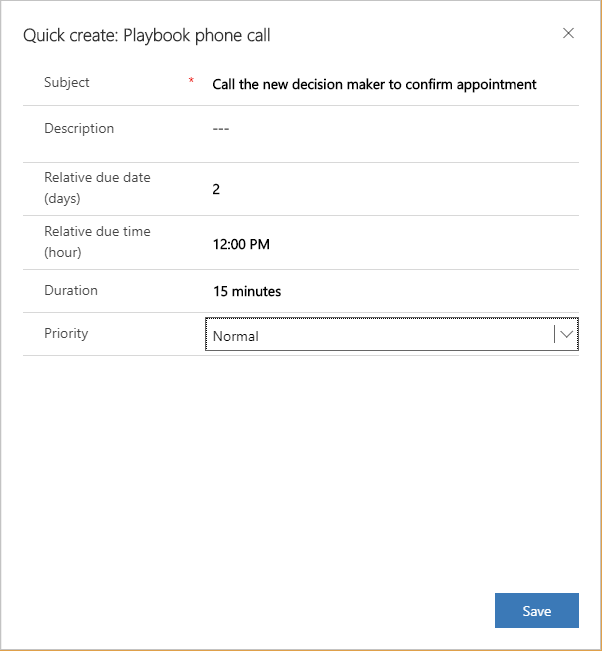 Quick create: Playbook phone call
Subject * Call the new decision maker to confirm appointment
Description ---
Relative due date
(days) 2
Relative due time
(hour) 12:00 PM
Duration 15 minutes
Priority Normal
Save